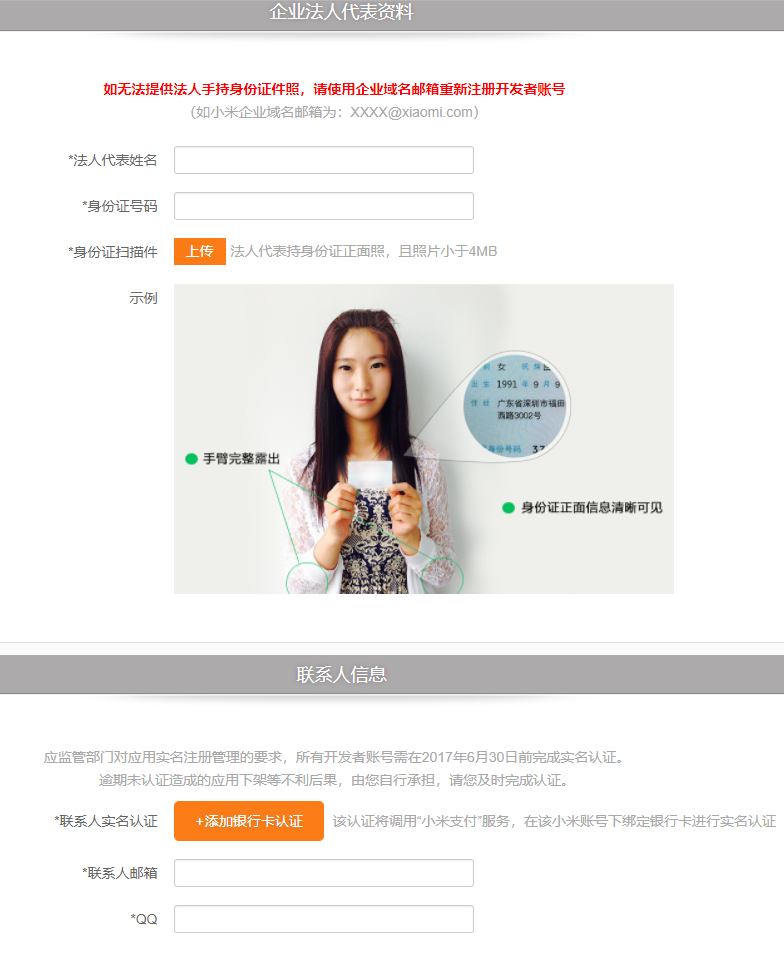 企业法人代表资料
如无法提供法人手持身份证件照，请使用企业域名邮箱重新注册开发者账号
（如小米企业域名邮箱为：XXXX@xiaomi.com）
*法人代表姓名
*身份证号码
*身份证扫描件 上传 法人代表持身份证正面照，且照片小于4MB
示例
女 民 族
出 生 1991 年 9 月 9
住 址 广东省深圳市福田
西路3002号
身份号码 37
手臂完整露出
身份证正面信息清晰可见
联系人信息
应监管部门对应用实名注册管理的要求，所有开发者账号需在2017年6月30日前完成实名认证。
逾期未认证造成的应用下架等不利后果，由您自行承担，请您及时完成认证。
*联系人实名认证 +添加银行卡认证 该认证将调用“小米支付”服务，在该小米账号下绑定银行卡进行实名认证
*联系人邮箱
*QQ